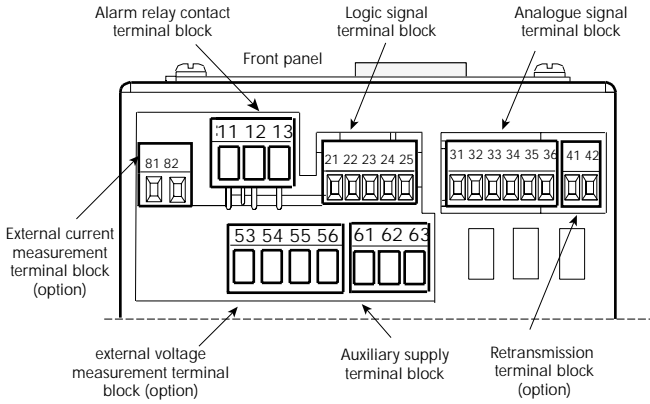 Alarm relay contact
terminal block
Logic signal
terminal block
Analogue signal
terminal block
Front panel
11 12 13
81 82
21 22 23 24 25
31 32 33 34 35 36
41 42
External current
measurement
terminal block
(option)
53 54 55 56
61 62 63
external voltage
measurement terminal
block (option)
Auxiliary supply
terminal block
Retransmission
terminal block
(option)